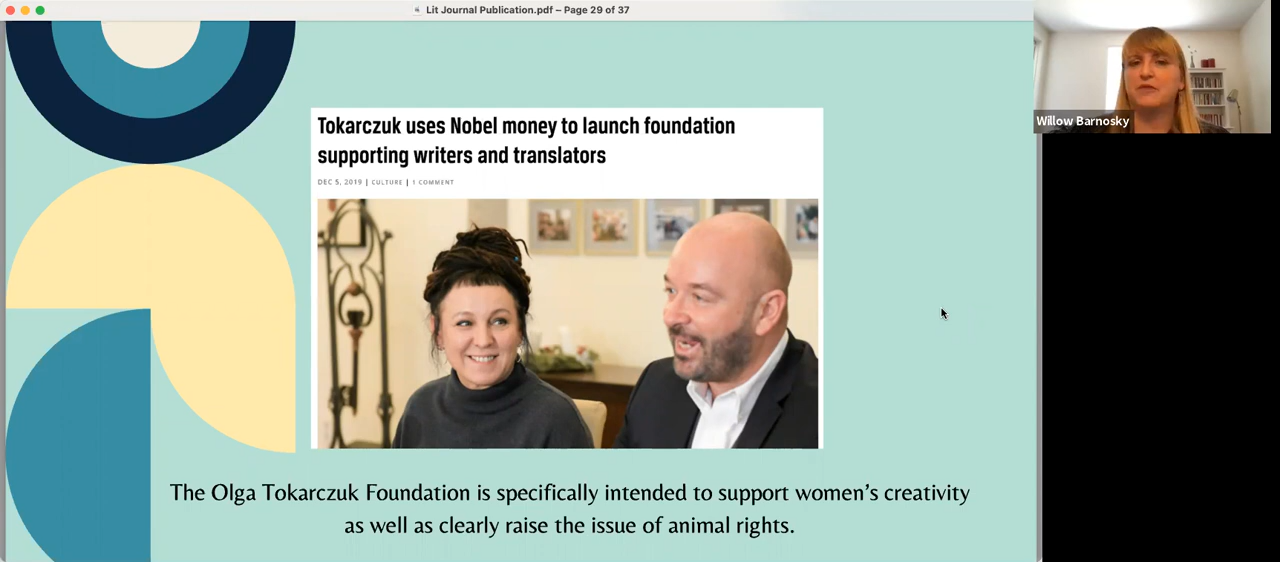 Lit Journal Publication.pdf – Page 29 of 37
Willow Barnosky
Tokarczuk uses Nobel money to launch foundation
supporting writers and translators
DEC 5, 2019 | CULTURE | 1 COMMENT
The Olga Tokarczuk Foundation is specifically intended to support women’s creativity
as well as clearly raise the issue of animal rights.